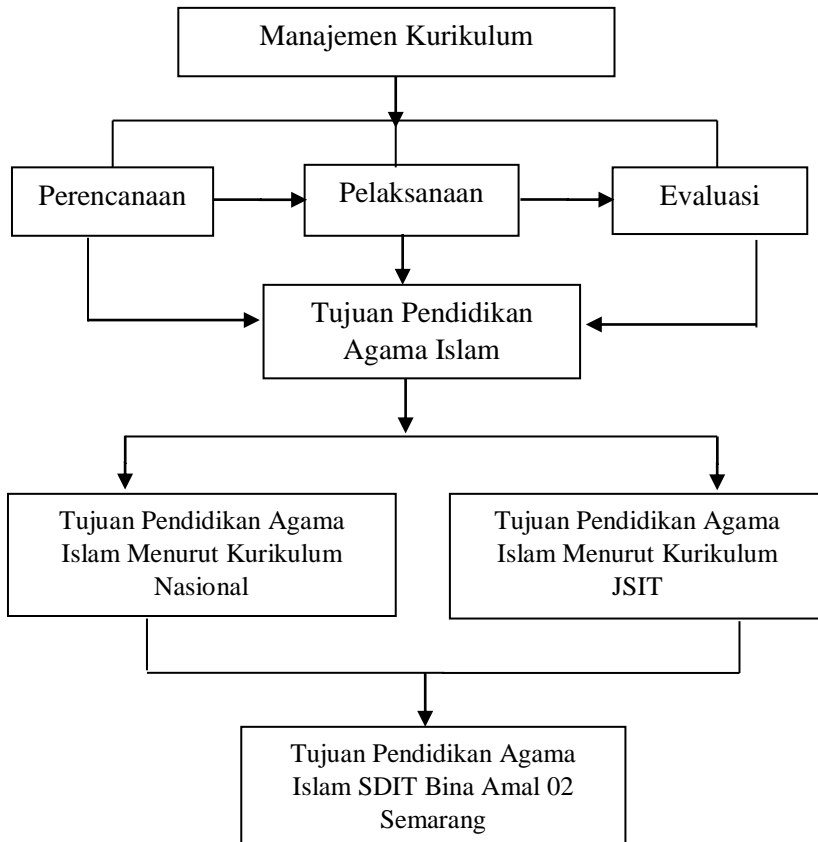 Manajemen Kurikulum
Perencanaan
Pelaksanaan
Evaluasi
Tujuan Pendidikan
Agama Islam
Tujuan Pendidikan Agama
Islam Menurut Kurikulum
Nasional
Tujuan Pendidikan Agama
Islam Menurut Kurikulum
JSIT
Tujuan Pendidikan Agama
Islam SDIT Bina Amal 02
Semarang